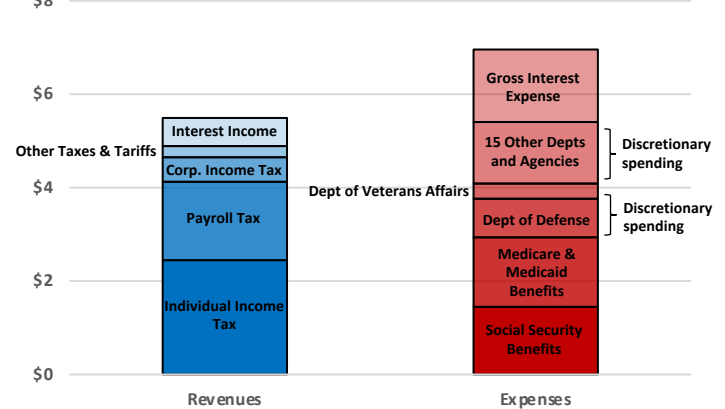 $8
$6
$4
$2
$0
Interest Income
Other Taxes & Tariffs
Corp. Income Tax
Payroll Tax
Individual Income
Tax
Revenues
Gross Interest
Expense
15 Other Depts
and Agencies
Discretionary
spending
Dept of Veterans Affairs
Dept of Defense
Discretionary
spending
Medicare &
Medicaid
Benefits
Social Security
Benefits
Expenses